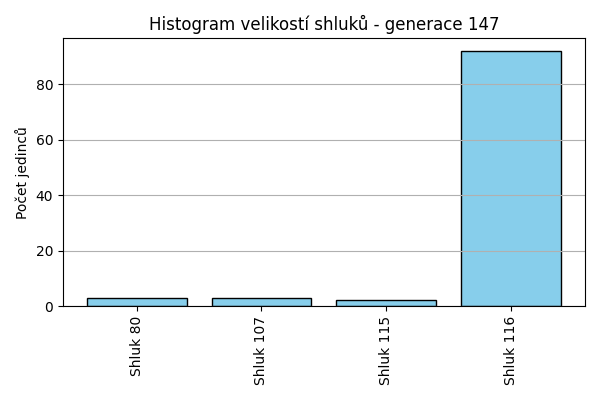 Histogram velikostí shluků - generace 147
Počet jedinců
80
60
40
20
0
Shluk 80
Shluk 107
Shluk 115
Shluk 116